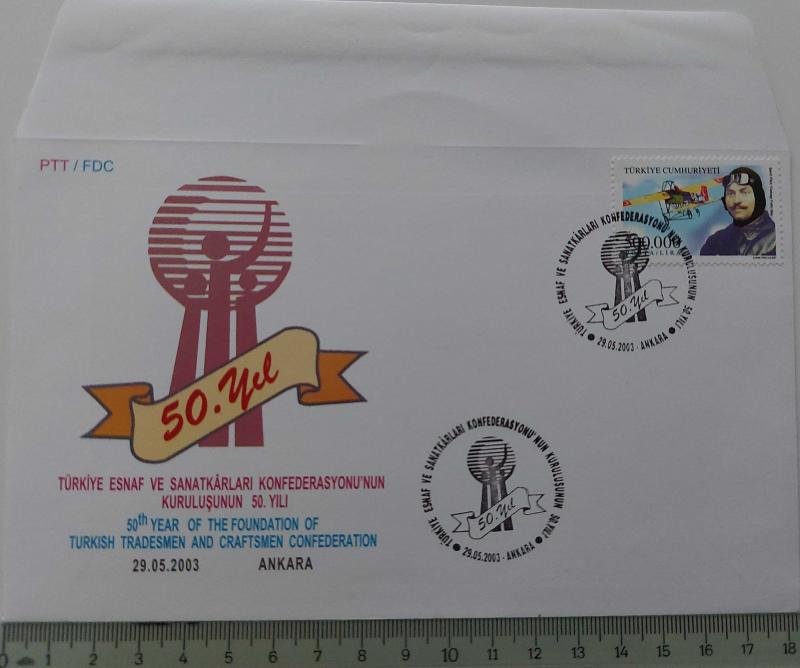 PTT / FDC
TÜRKİYE CUMHURİYETİ
500.000
LİRA
TÜRKİYE ESNAF VE SANATKÂRLARI KONFEDERASYONU'NUN KURULUŞUNUN 50. YILI
50. Yıl
29.05.2003 - ANKARA
50. Yıl
TÜRKİYE ESNAF VE SANATKÂRLARI KONFEDERASYONU'NUN
KURULUŞUNUN 50. YILI
50th YEAR OF THE FOUNDATION OF
TURKISH TRADESMEN AND CRAFTSMEN CONFEDERATION
29.05.2003 ANKARA
TÜRKİYE ESNAF VE SANATKÂRLARI KONFEDERASYONU'NUN KURULUŞUNUN 50. YILI
50. Yıl
29.05.2003 - ANKARA
0 1 2 3 4 5 6 7 8 9 10 11 12 13 14 15 16 17 18